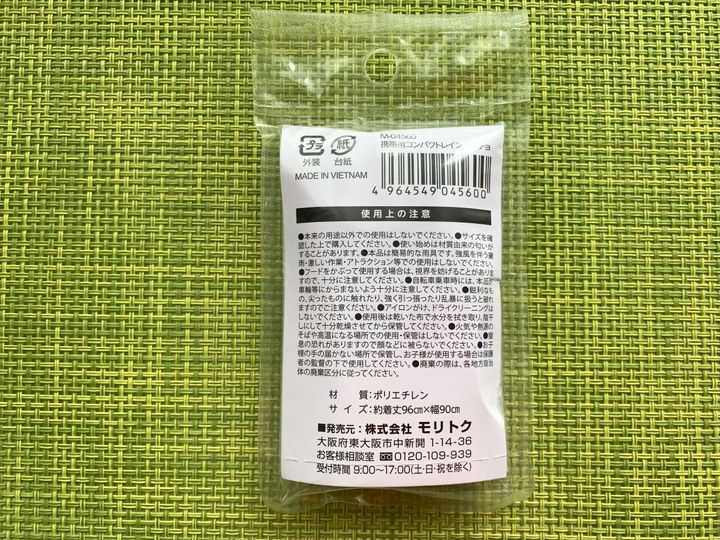 M-04560
携帯用コンパクトレイン
プラ
外装
紙
台紙
MADE IN VIETNAM
4 964549 045600
使用上の注意
●本来の用途以外での使用はしないでください。●サイズを確
認した上で購入してください。●使い始めは材質由来の匂いが
することがあります。●本品は簡易的な雨具です。強風を伴う豪
雨・激しい作業・アトラクション等での使用はしないでください。
●フードをかぶって使用する場合は、視界を妨げることがありま
すので、十分に注意してください。●自転車乗車時には、本品が
車輪等にからまないよう十分に注意してください。●鋭利なも
の、尖ったものに触れたり、強く引っ張ったり乱暴に扱うと破れ
ますのでご注意ください。●アイロンがけ、ドライクリーニングは
しないでください。●使用後は乾いた布で水分を拭き取り、陰干
しにして十分乾燥させてから保管してください。●火気や熱源の
そばや高温になる場所での使用・保管はしないでください。●窒
息の恐れがありますので顔などに被らないでください。●お子
様の手の届かない場所で保管し、お子様が使用する場合は保護
者の監督の下で使用してください。●廃棄の際は、各地方自治
体の廃棄区分に従ってください。
材 質:ポリエチレン
サイズ:約着丈96cm×幅90cm
■発売元:株式会社 モリトク
大阪府東大阪市中新開 1-14-36
お客様相談室 0120-109-939
受付時間 9:00~17:00(土・日・祝を除く)